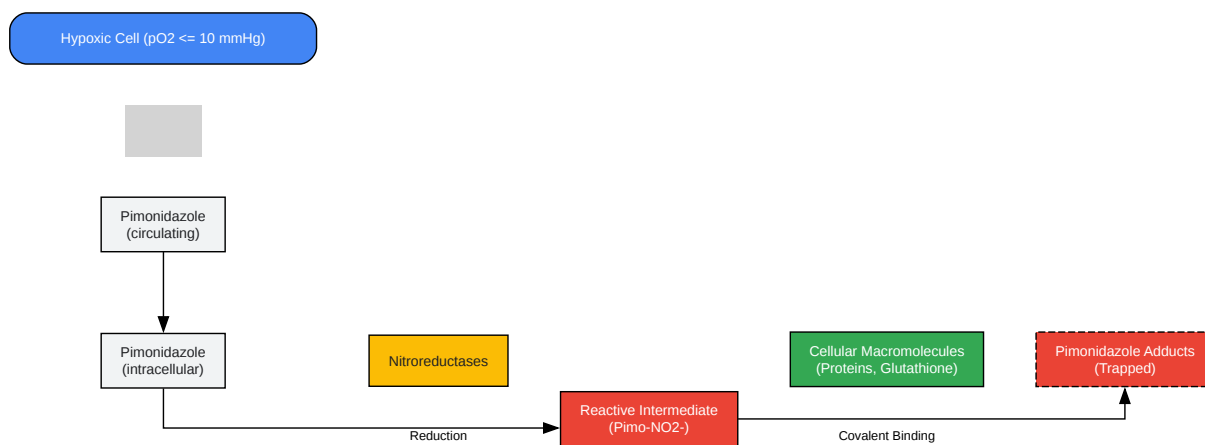 Hypoxic Cell (pO2 <= 10 mmHg)
Pimonidazole
(circulating)
Pimonidazole
(intracellular)
Nitroreductases
Cellular Macromolecules
(Proteins, Glutathione)
Pimonidazole Adducts
(Trapped)
Reactive Intermediate
(Pimo-NO2-)
Reduction
Covalent Binding